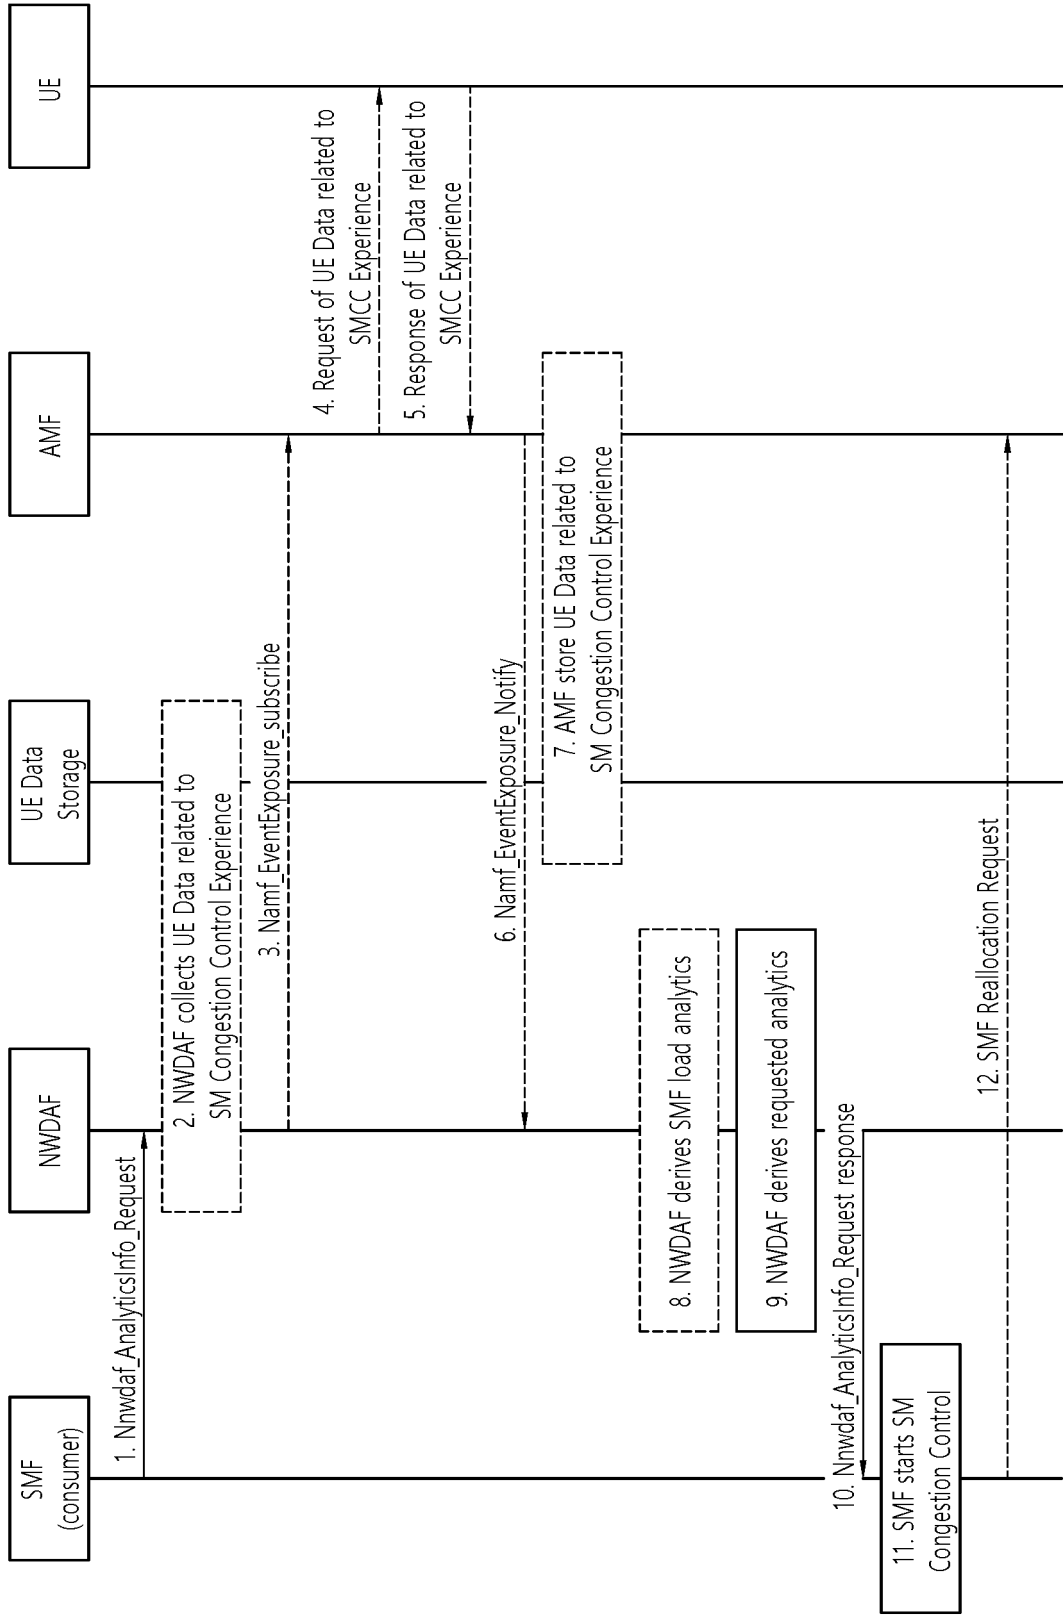 SMF
(consumer)
NWDAF
UE Data
Storage
AMF
UE
1. Nnwdaf_AnalyticsInfo_Request
2. NWDAF collects UE Data related to
SM Congestion Control Experience
3. Namf_EventExposure_subscribe
4. Request of UE Data related to
SMCC Experience
5. Response of UE Data related to
SMCC Experience
6. Namf_EventExposure_Notify
7. AMF store UE Data related to
SM Congestion Control Experience
8. NWDAF derives SMF load analytics
9. NWDAF derives requested analytics
10. Nnwdaf_AnalyticsInfo_Request response
11. SMF starts SM
Congestion Control
12. SMF Reallocation Request